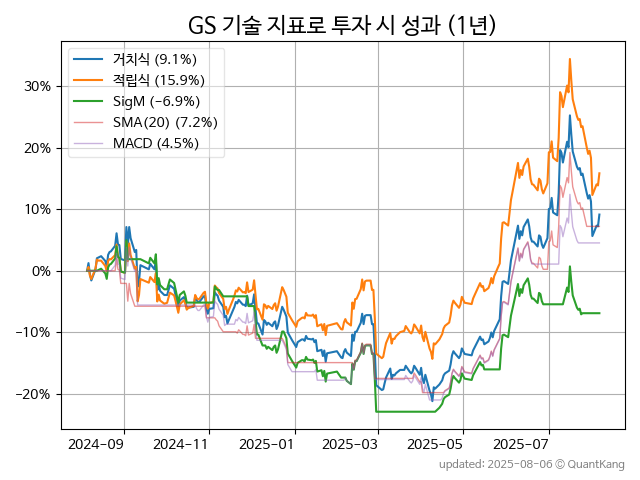 GS 기술 지표로 투자 시 성과 (1년)
거치식 (9.1%)
적립식 (15.9%)
SigM (−6.9%)
SMA(20) (7.2%)
MACD (4.5%)
30%
20%
10%
0%
−10%
−20%
2024-09
2024-11
2025-01
2025-03
2025-05
2025-07
updated: 2025-08-06 © QuantKang